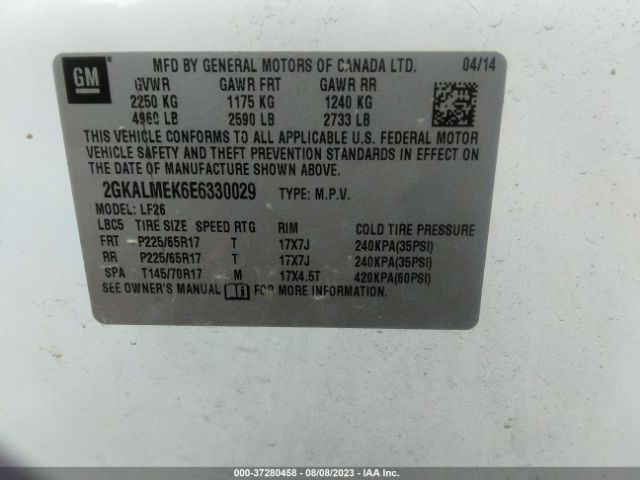 GM
MFD BY GENERAL MOTORS OF CANADA LTD. 04/14
GVWR GAWR FRT GAWR RR
2250 KG 1175 KG 1240 KG
4960 LB 2590 LB 2733 LB
THIS VEHICLE CONFORMS TO ALL APPLICABLE U.S. FEDERAL MOTOR
VEHICLE SAFETY AND THEFT PREVENTION STANDARDS IN EFFECT ON
THE DATE OF MANUFACTURE SHOWN ABOVE.
2GKALMEK6E6330029 TYPE: M.P.V.
MODEL: LF26
LBC5 TIRE SIZE SPEED RTG RIM COLD TIRE PRESSURE
FRT P225/65R17 T 17X7J 240KPA(35PSI)
RR P225/65R17 T 17X7J 240KPA(35PSI)
SPA T145/70R17 M 17X4.5T 420KPA(60PSI)
SEE OWNER'S MANUAL FOR MORE INFORMATION.
000-37280458 - 08/08/2023 - IAA Inc.